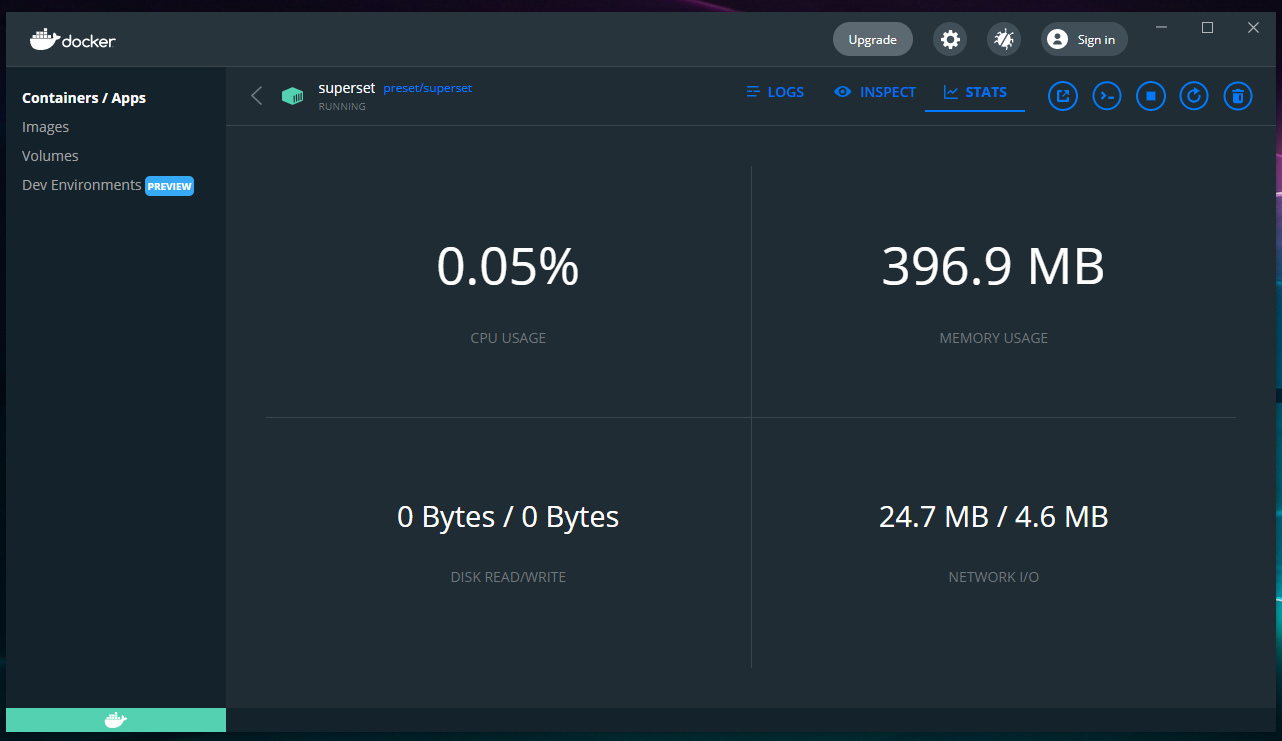 docker
Upgrade
Sign in
Containers / Apps
Images
Volumes
Dev Environments PREVIEW
superset preset/superset
RUNNING
LOGS
INSPECT
STATS
0.05%
CPU USAGE
396.9 MB
MEMORY USAGE
0 Bytes / 0 Bytes
DISK READ/WRITE
24.7 MB / 4.6 MB
NETWORK I/O